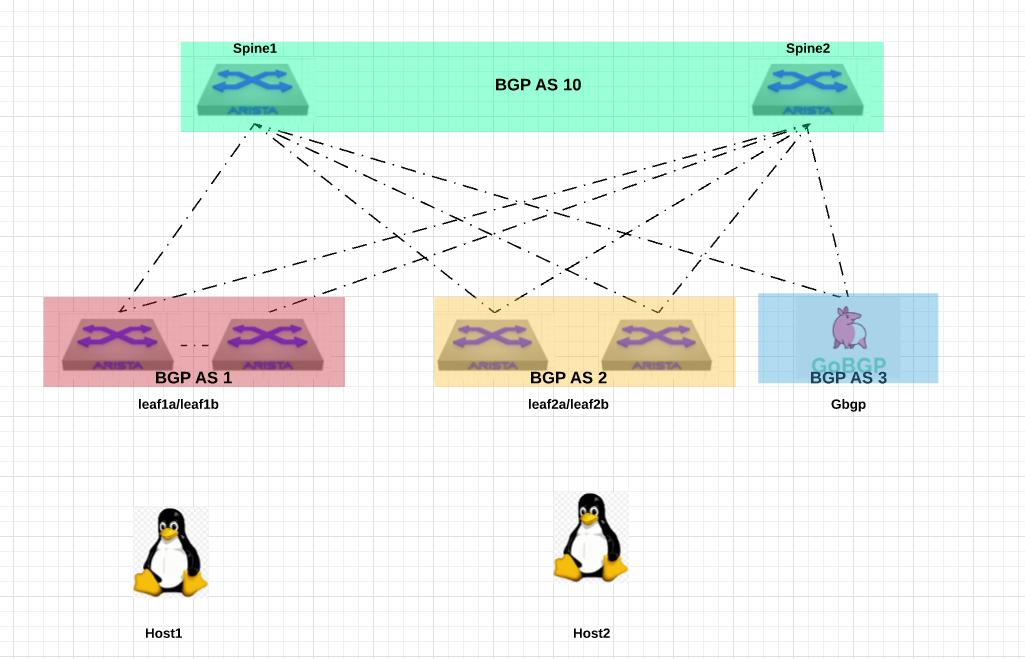 Spine1
Spine2
BGP AS 10
ARISTA
ARISTA
ARISTA
ARISTA
ARISTA
ARISTA
GoBGP
BGP AS 1
BGP AS 2
BGP AS 3
leaf1a/leaf1b
leaf2a/leaf2b
Gbgp
Host1
Host2